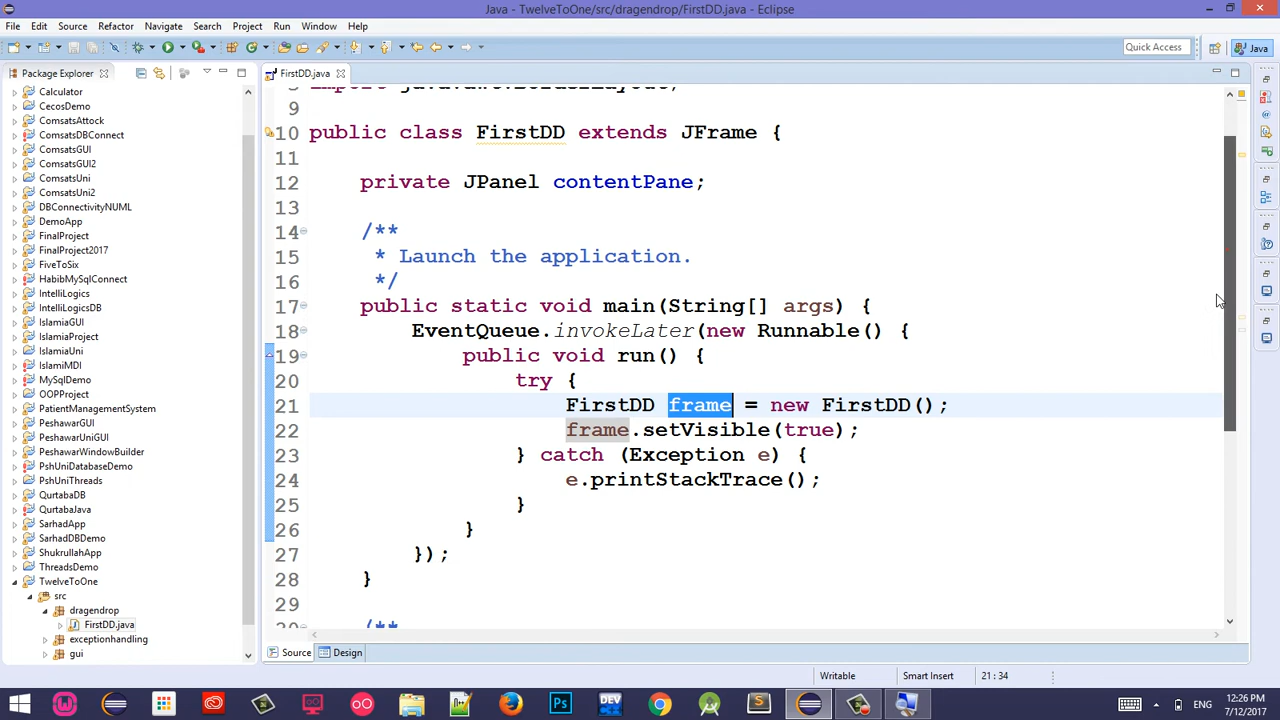 Java - TwelveToOne/src/dragendrop/FirstDD.java - Eclipse
File Edit Source Refactor Navigate Search Project Run Window Help
Quick Access
Java
Package Explorer
FirstDD.java
Calculator
CecosDemo
ComsatsAttock
ComsatsDBConnect
ComsatsGUI
ComsatsGUI2
ComsatsUni
ComsatsUni2
DBConnectivityNUML
DemoApp
FinalProject
FinalProject2017
FiveToSix
HabibMySqlConnect
IntelliLogics
IntelliLogicsDB
IslamiaGUI
IslamiaProject
IslamiaUni
IslamiMDI
MySqlDemo
OOPProject
PatientManagementSystem
PeshawarGUI
PeshawarUniGUI
PeshawarWindowBuilder
PshUniDatabaseDemo
PshUniThreads
QurtabaDB
QurtabaJava
SarhadApp
SarhadDBDemo
ShukrullahApp
ThreadsDemo
TwelveToOne
src
dragendrop
FirstDD.java
exceptionhandling
gui
9
10 public class FirstDD extends JFrame {
11
12 private JPanel contentPane;
13
14 /**
15 * Launch the application.
16 */
17 public static void main(String[] args) {
18 EventQueue.invokeLater(new Runnable() {
19 public void run() {
20 try {
21 FirstDD frame = new FirstDD();
22 frame.setVisible(true);
23 } catch (Exception e) {
24 e.printStackTrace();
25 }
26 }
27 });
28 }
29
30 /**
Source Design
Writable Smart Insert 21 : 34
12:26 PM
7/12/2017